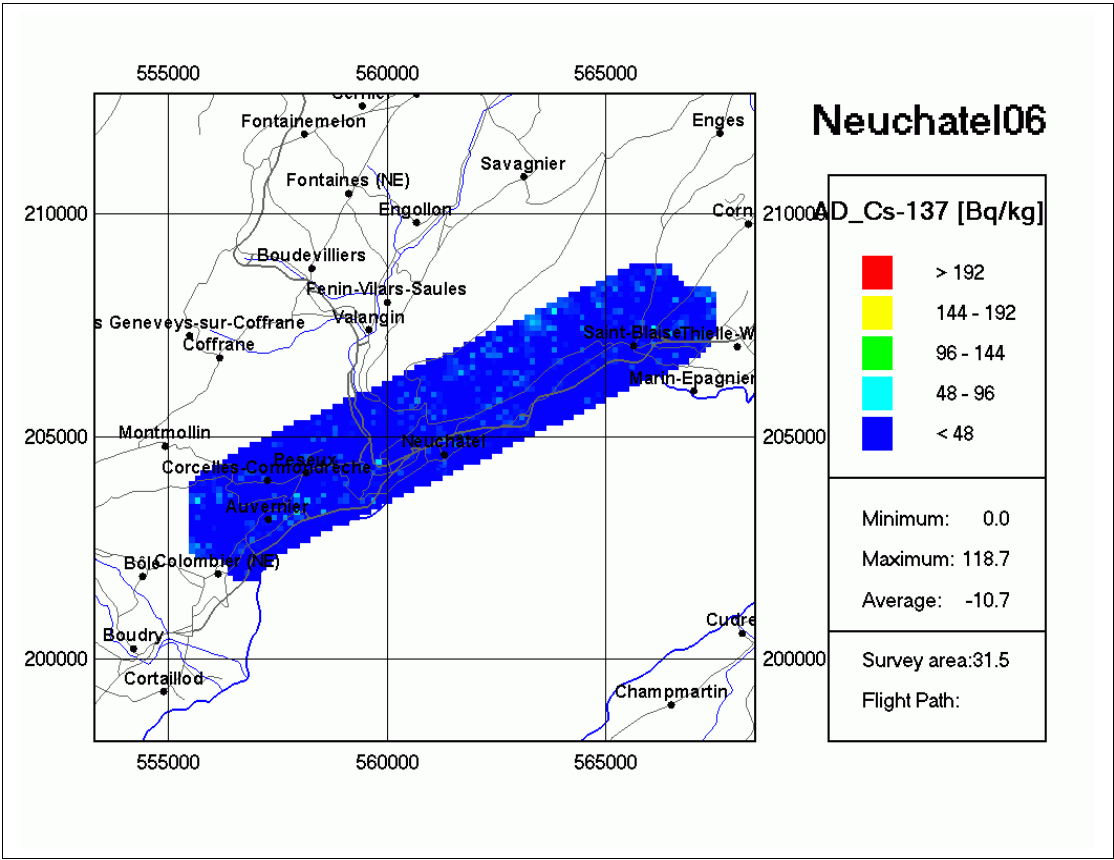 555000 560000 565000
Fontainemelon
Enges
Neuchatel06
Savagnier
Fontaines (NE)
Engollon
Corn
210000
210000
AD_Cs-137 [Bq/kg]
Boudevilliers
> 192
Fenin-Vilars-Saules
144 - 192
Valangin
s Geneveys-sur-Coffrane
Saint-Blaise
Thielle-W
Coffrane
96 - 144
Marin-Epagnier
48 - 96
Montmollin
205000
205000
< 48
Neuchâtel
Peseux
Corcelles-Cormondrèche
Auvernier
Minimum: 0.0
Bôle
Colombier (NE)
Maximum: 118.7
Average: -10.7
Cudre
Boudry
200000
200000
Survey area:31.5
Cortaillod
Champmartin
Flight Path:
555000 560000 565000